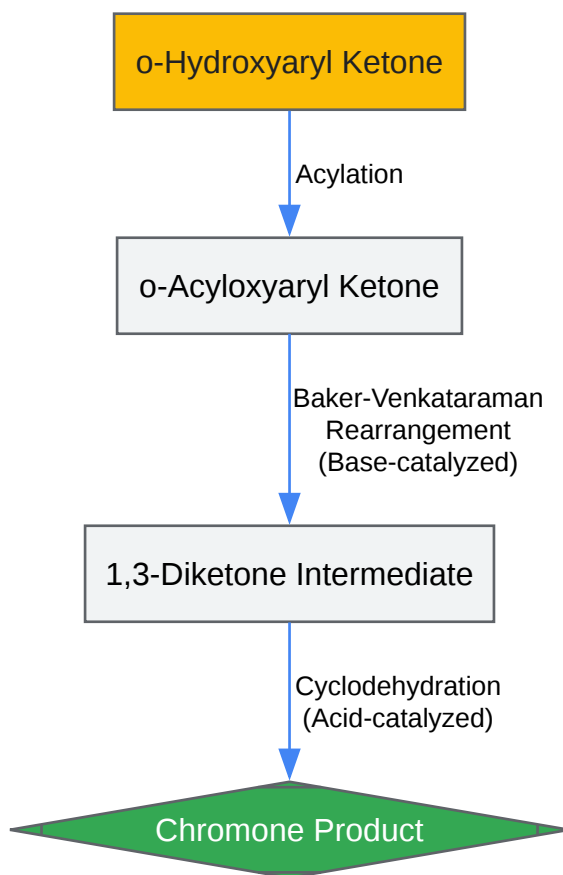 o-Hydroxyaryl Ketone
Acylation
o-Acyloxyaryl Ketone
Baker-Venkataraman
Rearrangement
(Base-catalyzed)
1,3-Diketone Intermediate
Cyclodehydration
(Acid-catalyzed)
Chromone Product